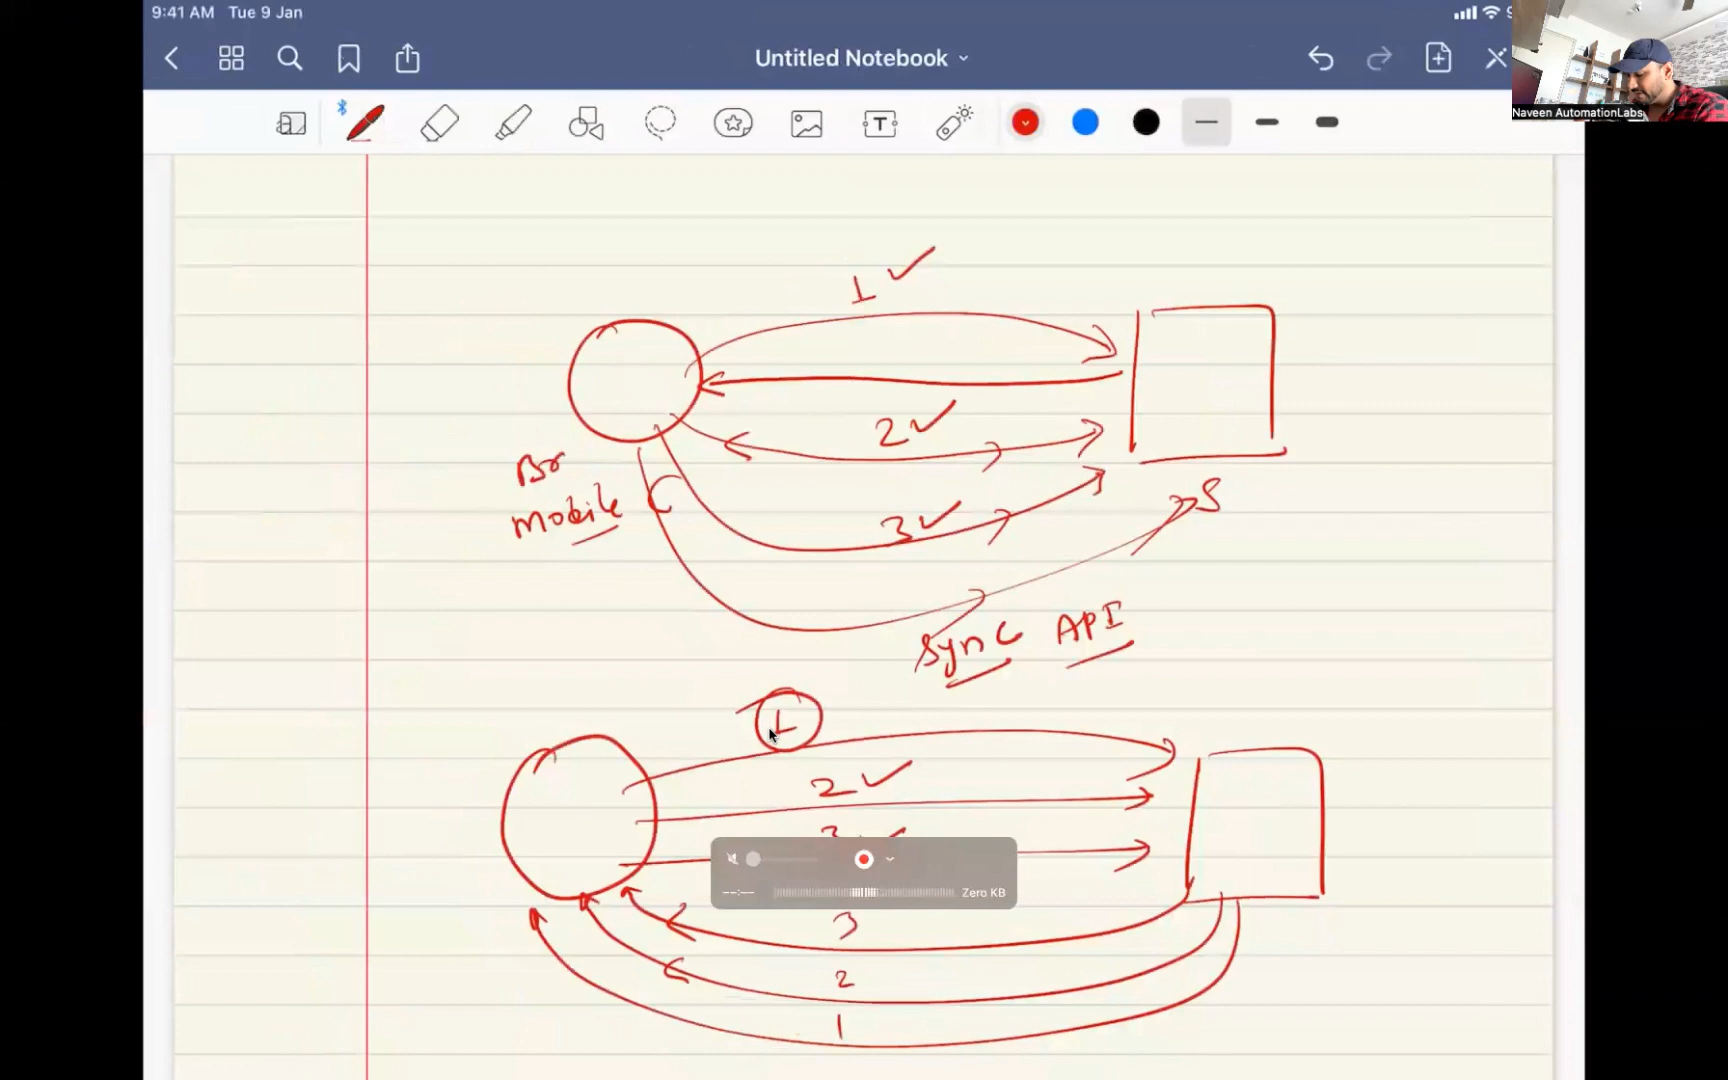 9:41 AM Tue 9 Jan
Untitled Notebook
T
Naveen AutomationLabs
1
2
3
Br
mobile
S
Sync API
1
2
3
--:--
Zero KB
3
2
1